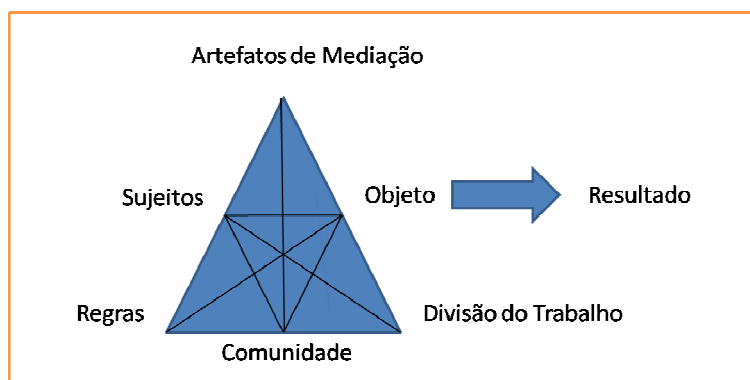 Artefatos de Mediação
Sujeitos
Objeto
Resultado
Regras
Divisão do Trabalho
Comunidade